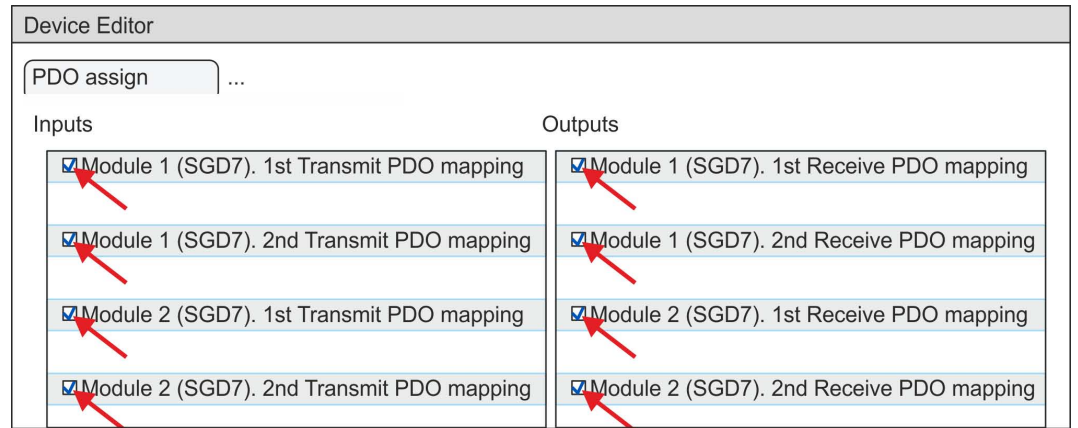 Device Editor
PDO assign ...
Inputs
Module 1 (SGD7). 1st Transmit PDO mapping
Module 1 (SGD7). 2nd Transmit PDO mapping
Module 2 (SGD7). 1st Transmit PDO mapping
Module 2 (SGD7). 2nd Transmit PDO mapping
Outputs
Module 1 (SGD7). 1st Receive PDO mapping
Module 1 (SGD7). 2nd Receive PDO mapping
Module 2 (SGD7). 1st Receive PDO mapping
Module 2 (SGD7). 2nd Receive PDO mapping